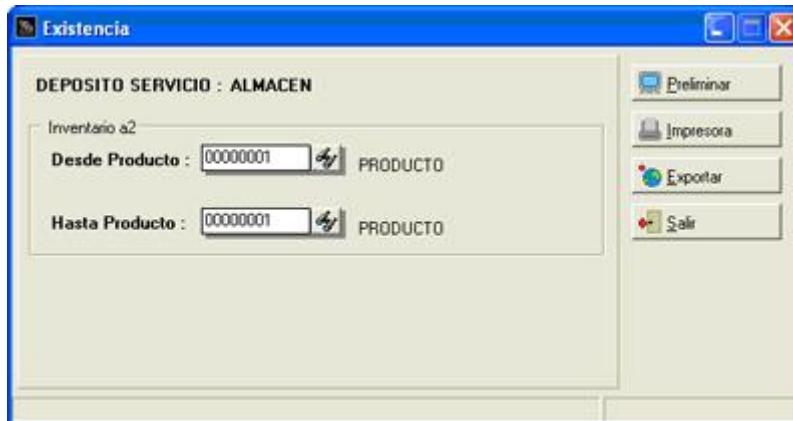 Existencia
DEPOSITO SERVICIO : ALMACEN
Inventario a2
Desde Producto : 00000001 PRODUCTO
Hasta Producto : 00000001 PRODUCTO
Preliminar
Impresora
Exportar
Salir